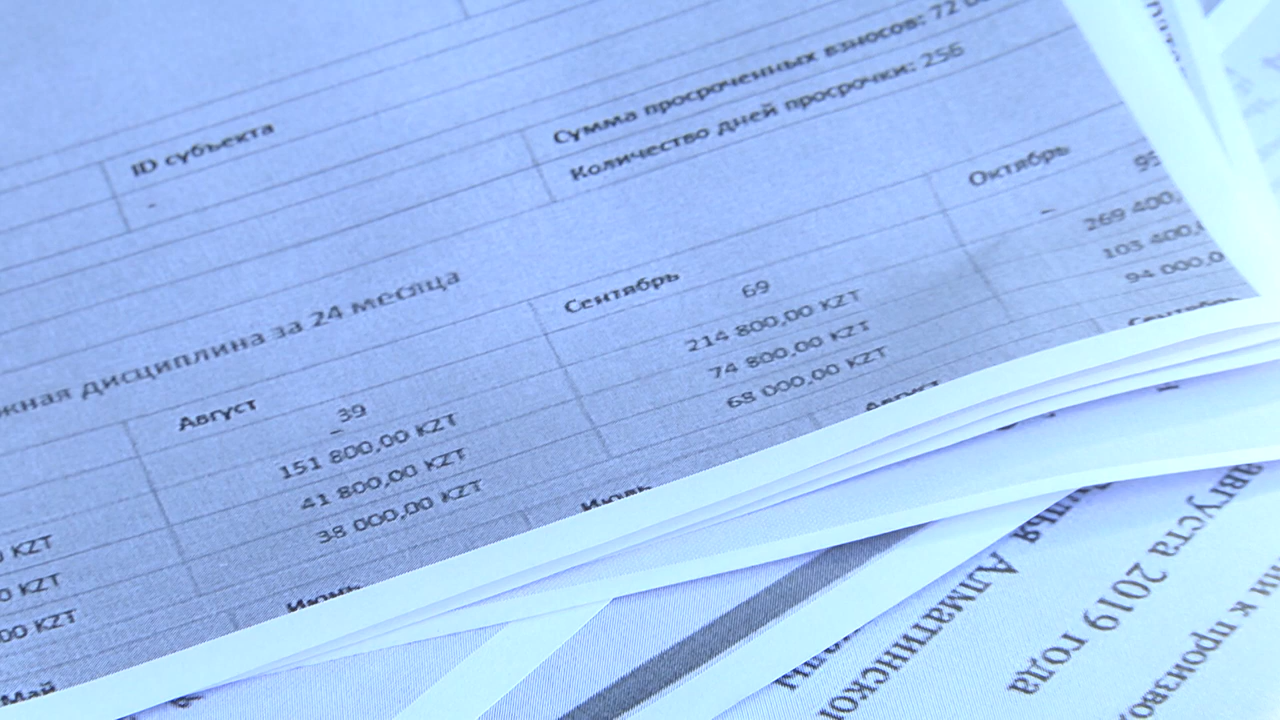 ID субъекта
-
Сумма просроченных взносов: 72
Количество дней просрочки: 256
дисциплина за 24 месяца
Август
39
-
151 800,00 KZT
41 800,00 KZT
38 000,00 KZT
Сентябрь
69
214 800,00 KZT
74 800,00 KZT
68 000,00 KZT
Октябрь
-
269 400,
103 400,
94 000,0
KZT
0 KZT
00 KZT
Май
Июнь
Июль
Август
Сентябрь
августа 2019 года
Алматинско
к произво